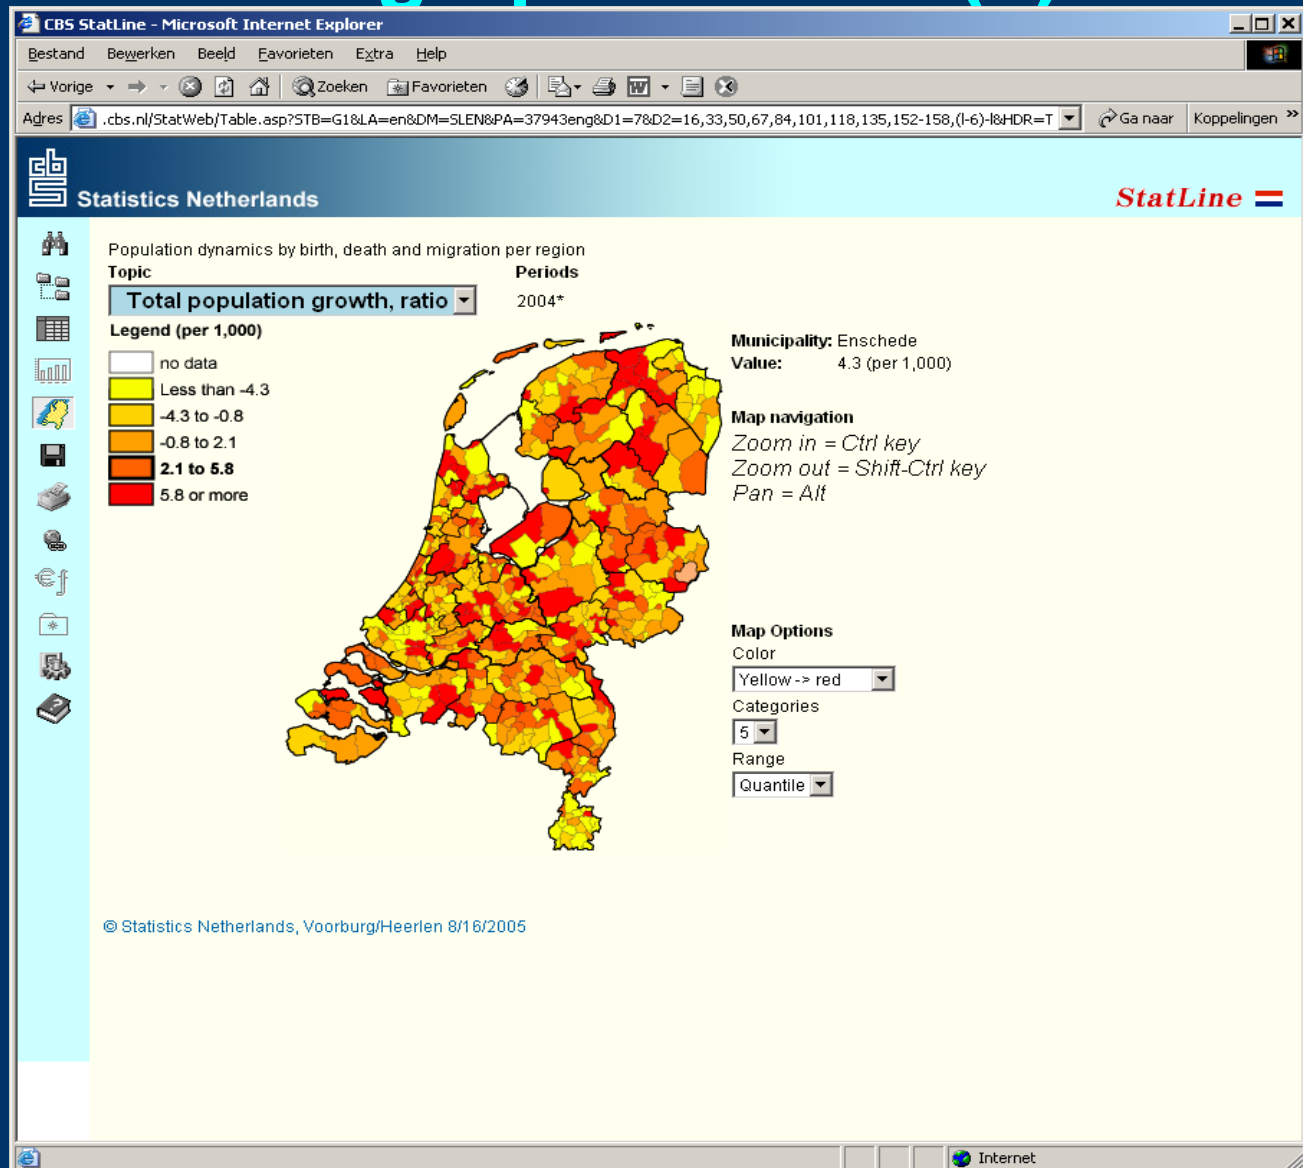 CBS StatLine - Microsoft Internet Explorer
Bestand Bewerken Beeld Favorieten Extra Help
Vorige Zoeken Favorieten
Adres .cbs.nl/StatWeb/Table.asp?STB=G1&LA=en&DM=SLEN&PA=37943eng&D1=7&D2=16,33,50,67,84,101,118,135,152-158,(l-6)-l&HDR=T Ga naar Koppelingen »
Statistics Netherlands
StatLine
Population dynamics by birth, death and migration per region
Topic Periods
Total population growth, ratio 2004*
Legend (per 1,000)
no data
Less than -4.3
-4.3 to -0.8
-0.8 to 2.1
2.1 to 5.8
5.8 or more
Municipality: Enschede
Value: 4.3 (per 1,000)
Map navigation
Zoom in = Ctrl key
Zoom out = Shift-Ctrl key
Pan = Alt
Map Options
Color
Yellow -> red
Categories
5
Range
Quantile
© Statistics Netherlands, Voorburg/Heerlen 8/16/2005
Internet